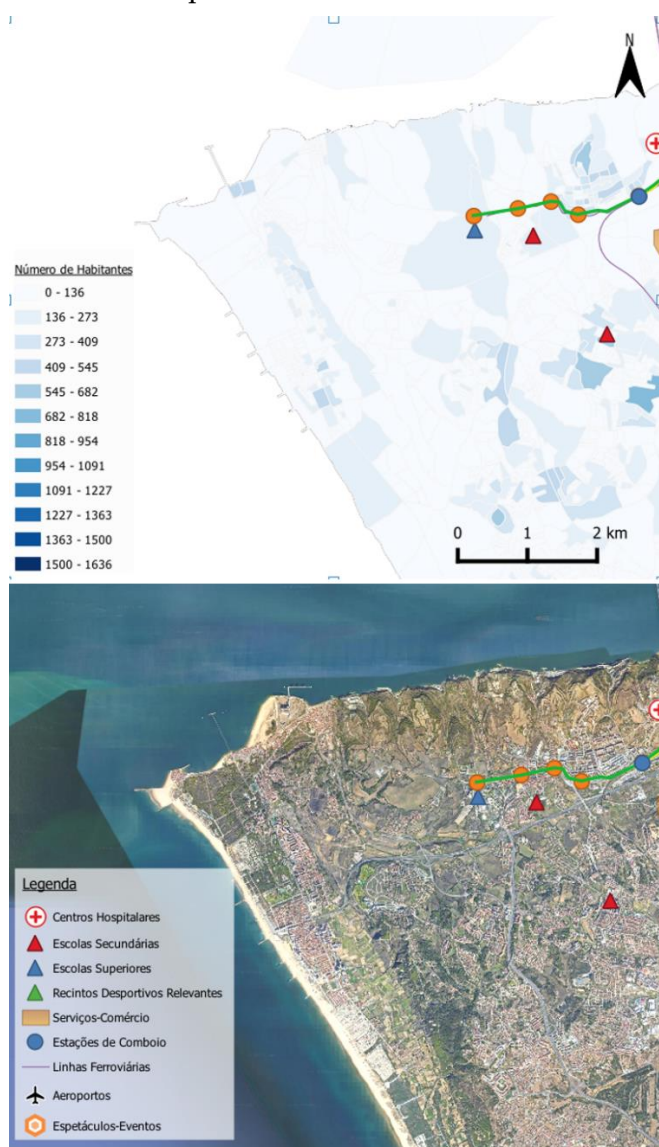 N
Número de Habitantes
0 - 136
136 - 273
273 - 409
409 - 545
545 - 682
682 - 818
818 - 954
954 - 1091
1091 - 1227
1227 - 1363
1363 - 1500
1500 - 1636
0 1 2 km
Legenda
Centros Hospitalares
Escolas Secundárias
Escolas Superiores
Recintos Desportivos Relevantes
Serviços-Comércio
Estações de Comboio
Linhas Ferroviárias
Aeroportos
Espetáculos-Eventos